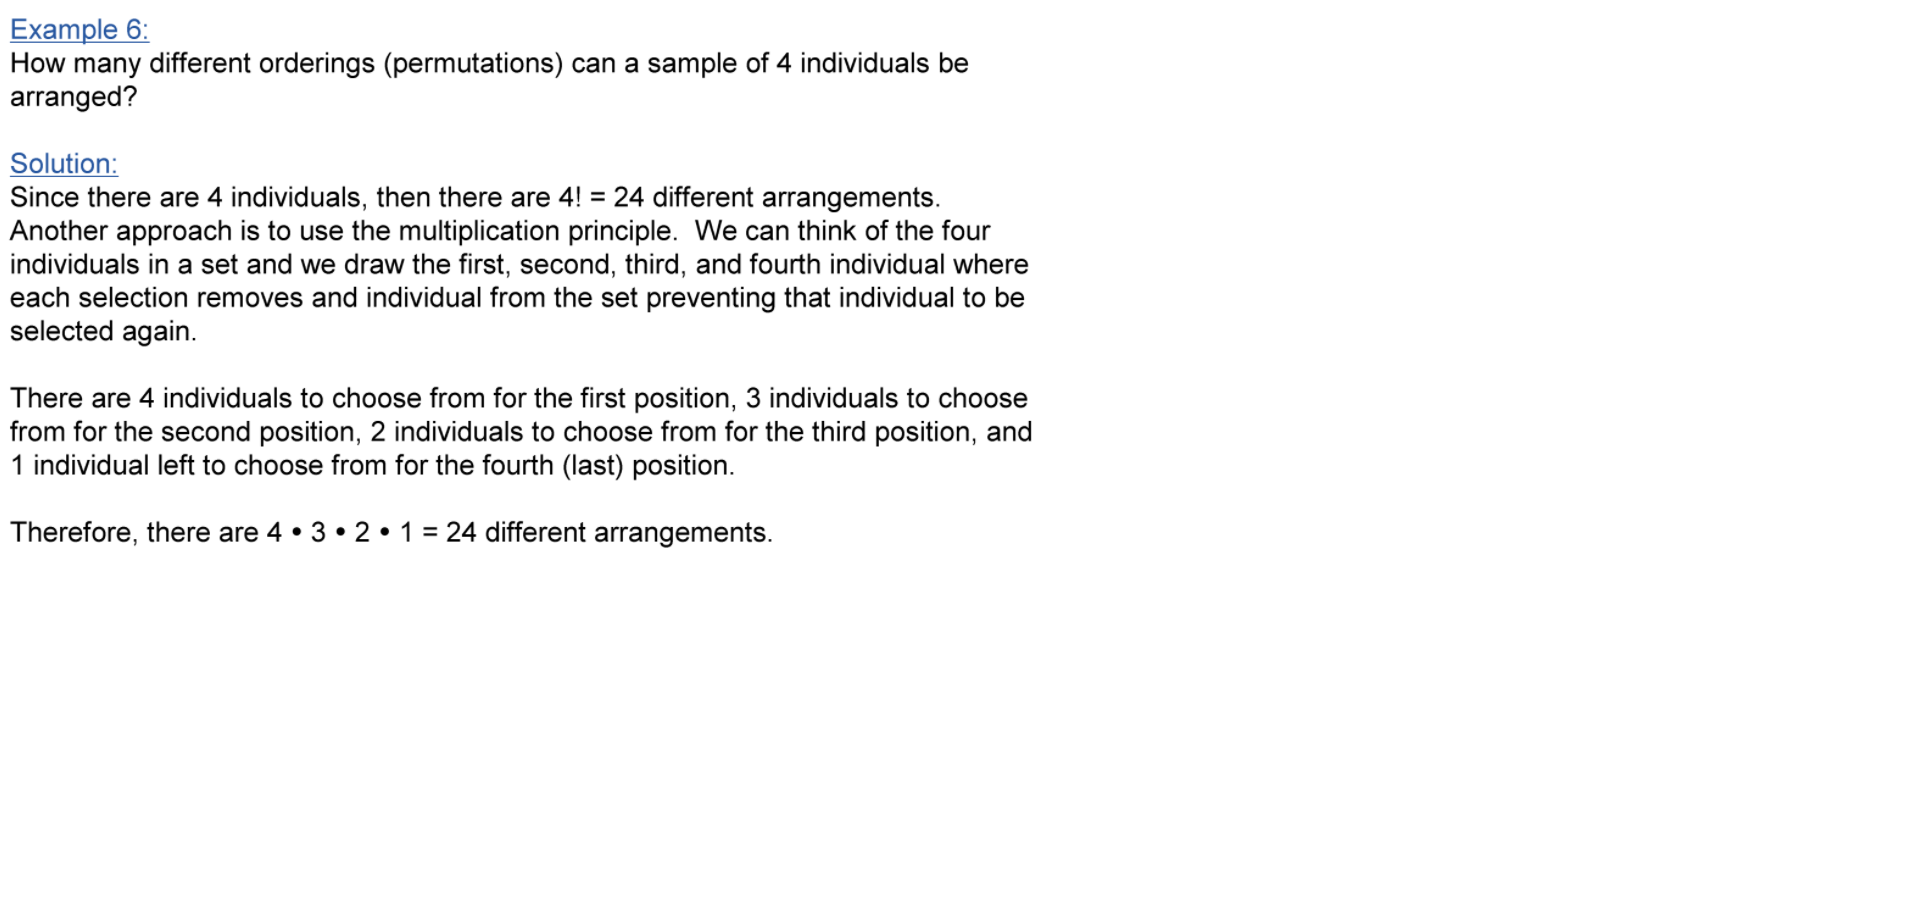 Example 6:
How many different orderings (permutations) can a sample of 4 individuals be
arranged?
Solution:
Since there are 4 individuals, then there are 4! = 24 different arrangements.
Another approach is to use the multiplication principle.  We can think of the four
individuals in a set and we draw the first, second, third, and fourth individual where
each selection removes and individual from the set preventing that individual to be
selected again.
There are 4 individuals to choose from for the first position, 3 individuals to choose
from for the second position, 2 individuals to choose from for the third position, and
1 individual left to choose from for the fourth (last) position.
Therefore, there are 4 • 3 • 2 • 1 = 24 different arrangements.